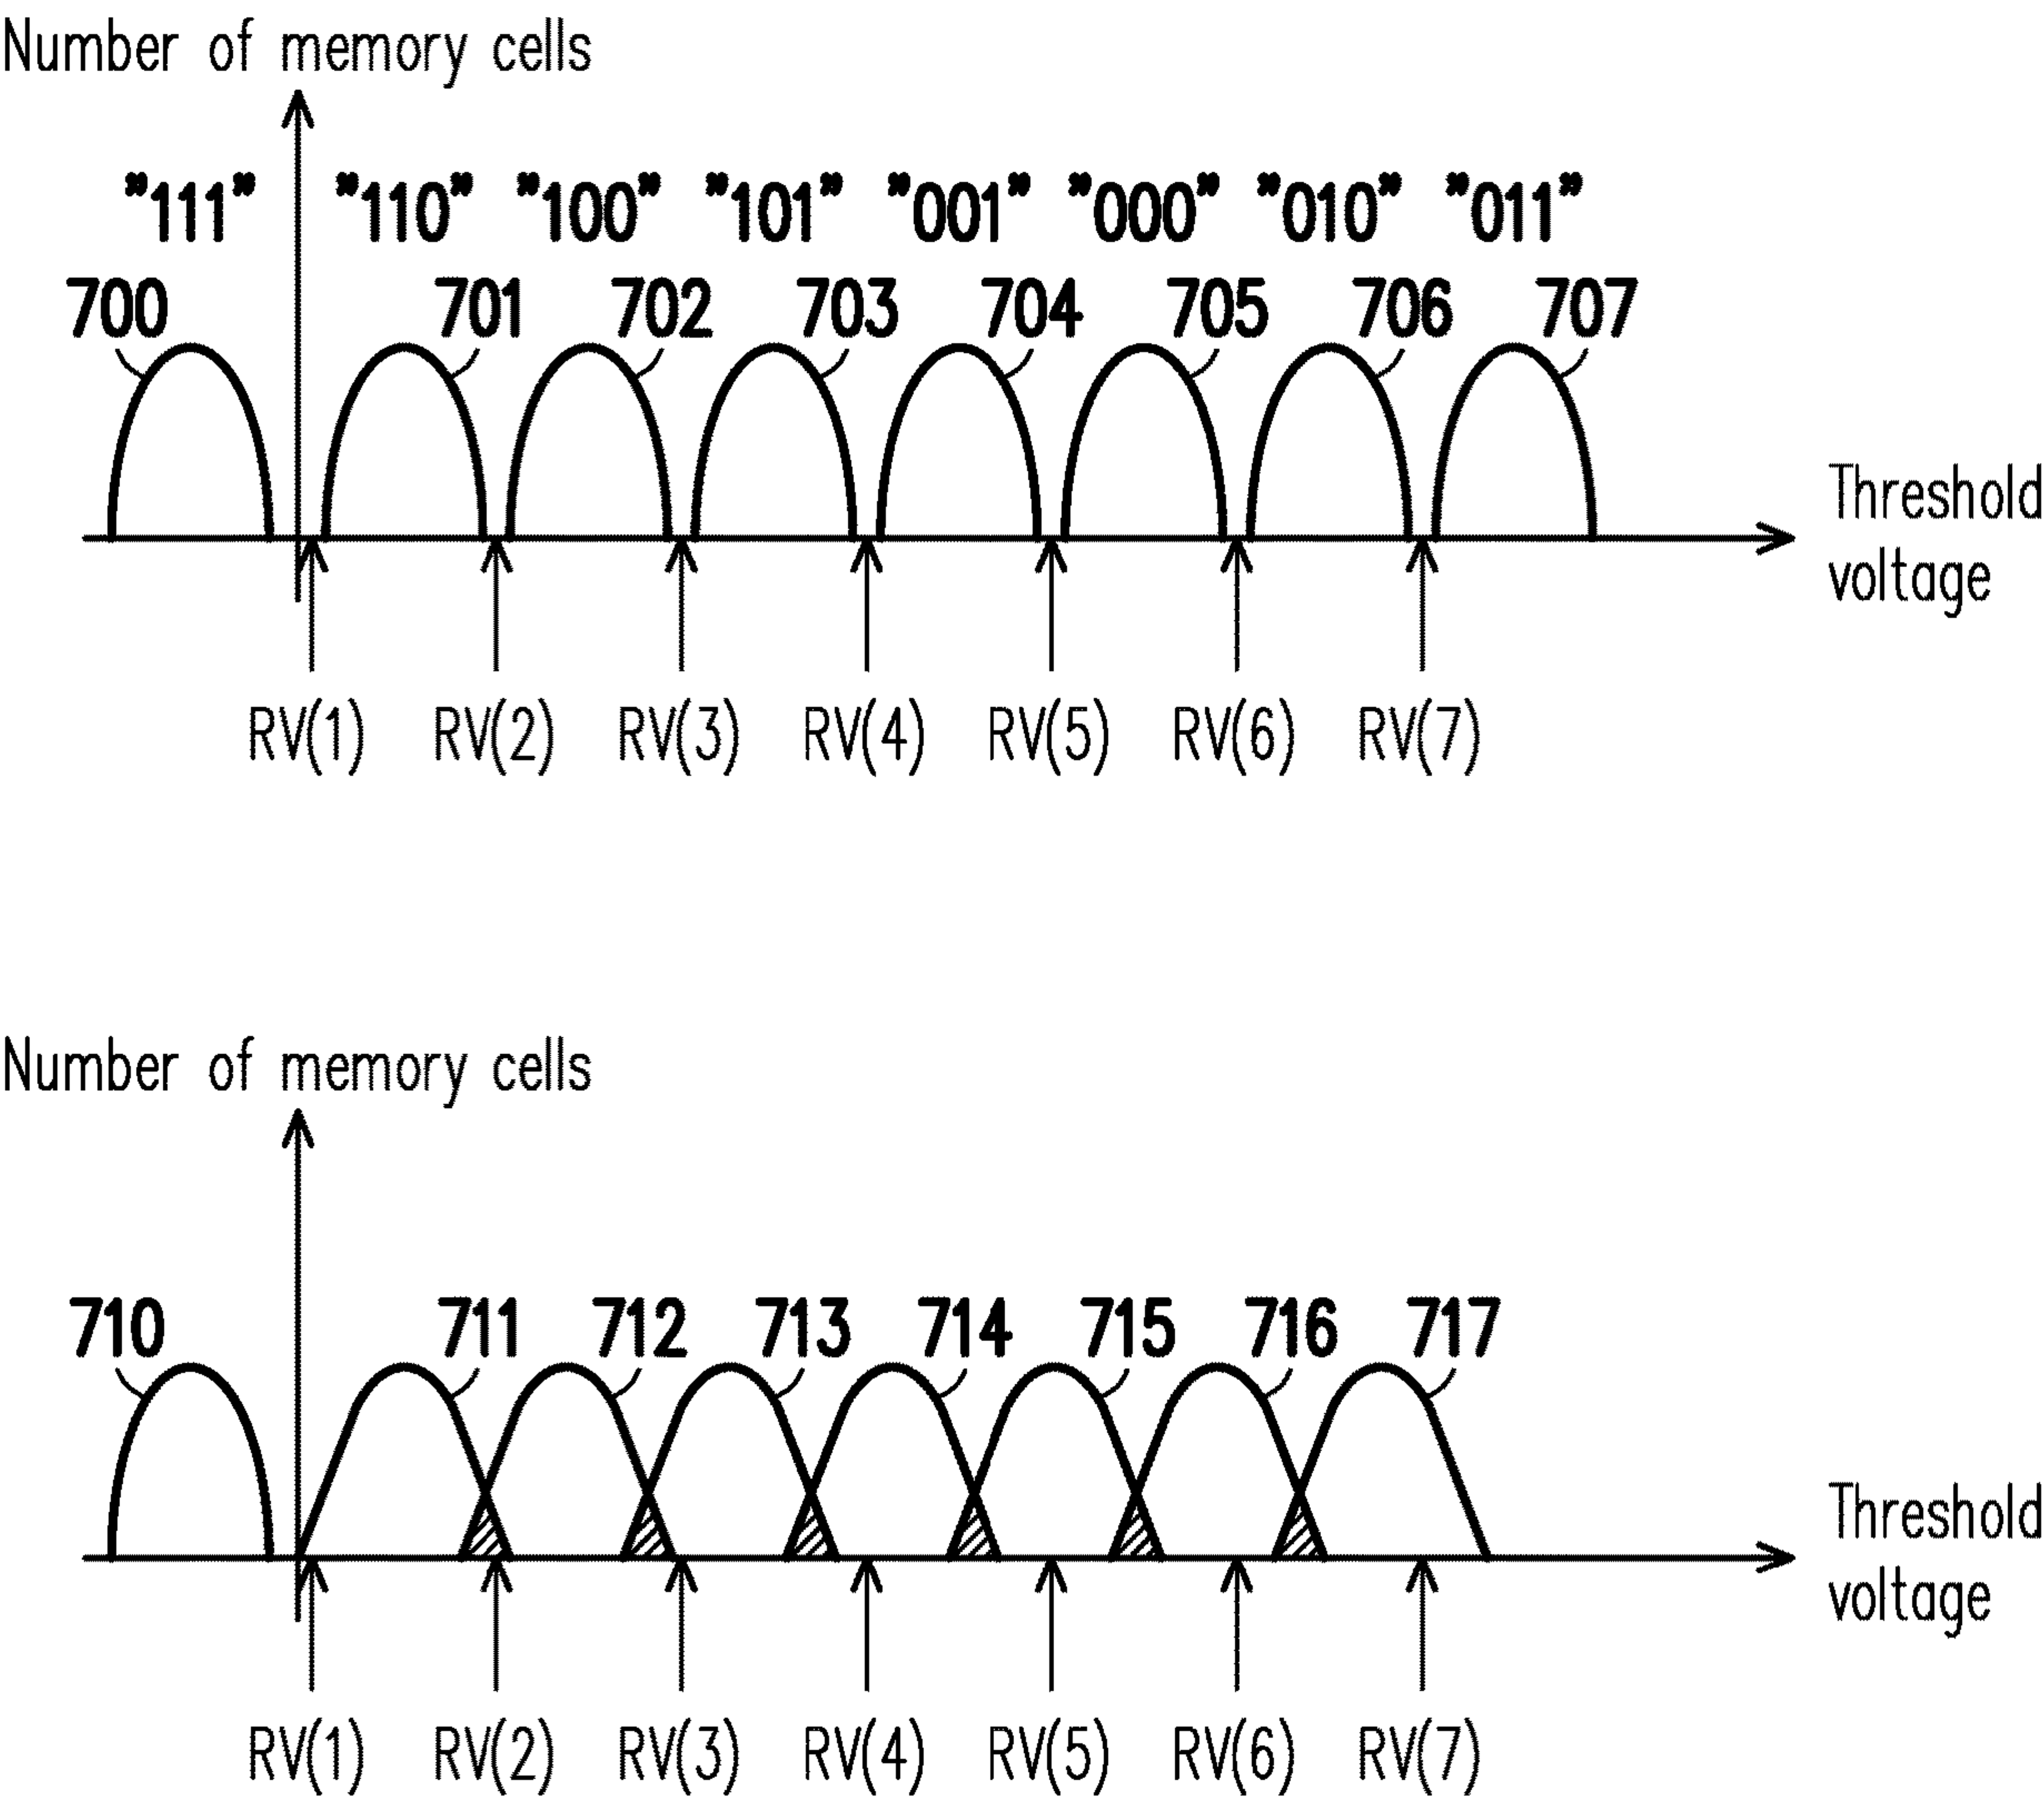 Number of memory cells
"111" "110" "100" "101" "001" "000" "010" "011"
700 701 702 703 704 705 706 707
Threshold
voltage
RV(1) RV(2) RV(3) RV(4) RV(5) RV(6) RV(7)
Number of memory cells
710 711 712 713 714 715 716 717
Threshold
voltage
RV(1) RV(2) RV(3) RV(4) RV(5) RV(6) RV(7)